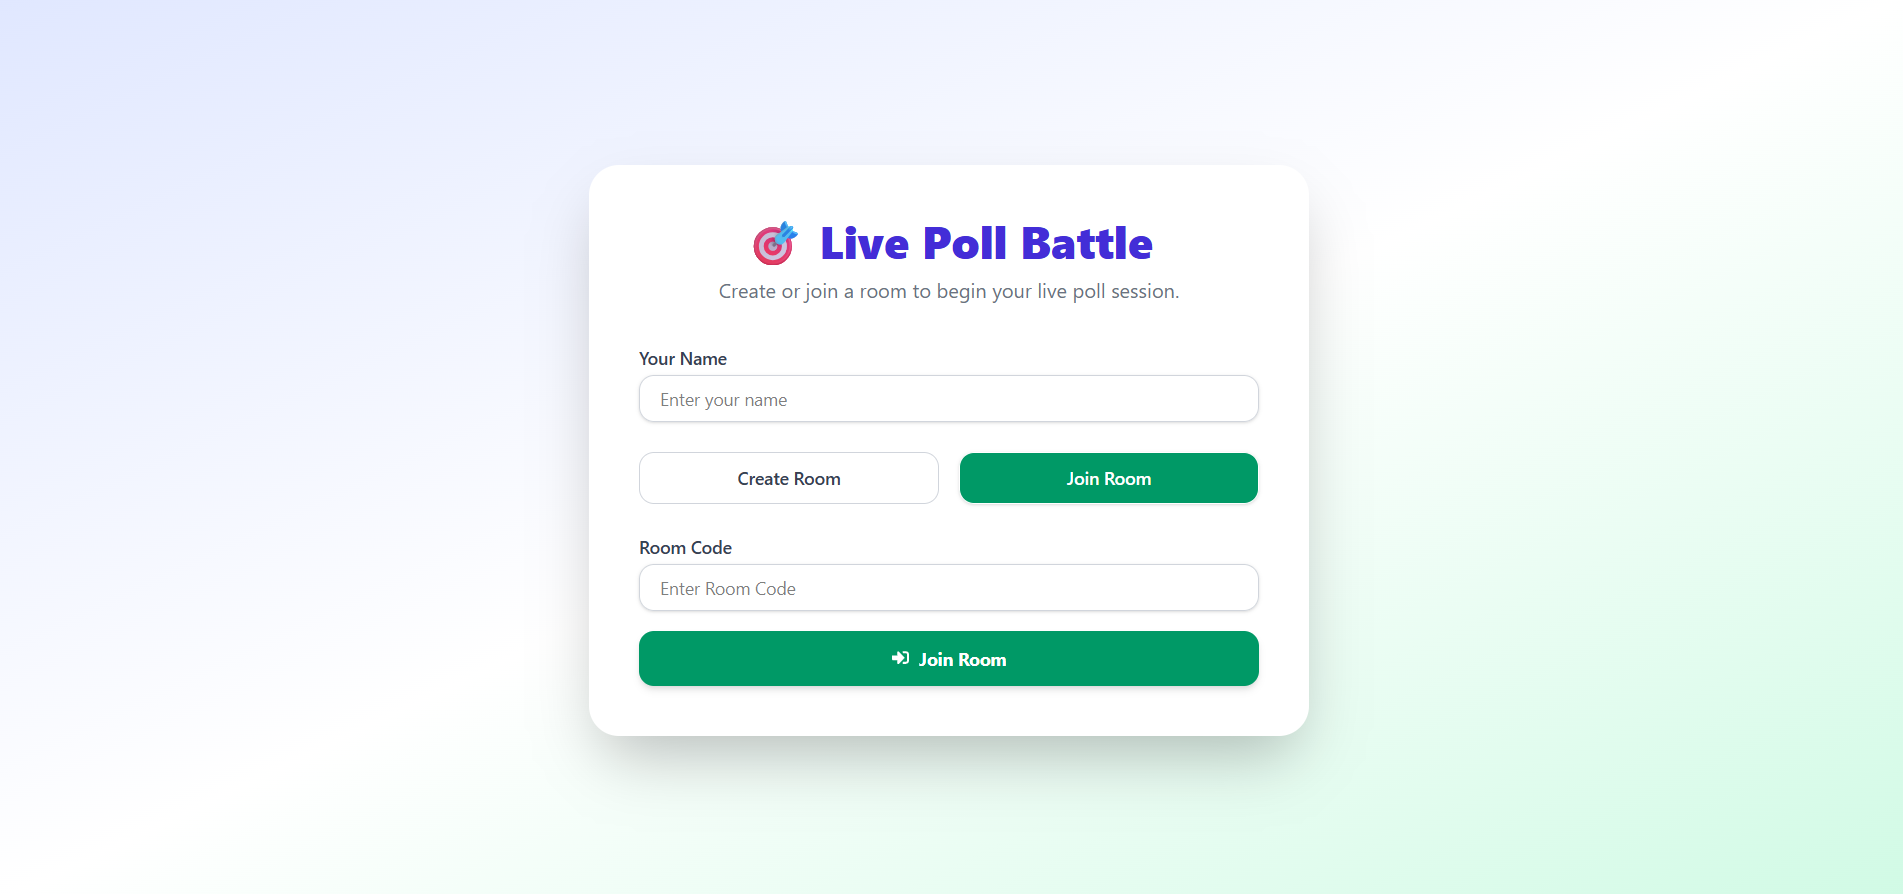 Live Poll Battle
Create or join a room to begin your live poll session.
Your Name
Enter your name
Create Room
Join Room
Room Code
Enter Room Code
Join Room